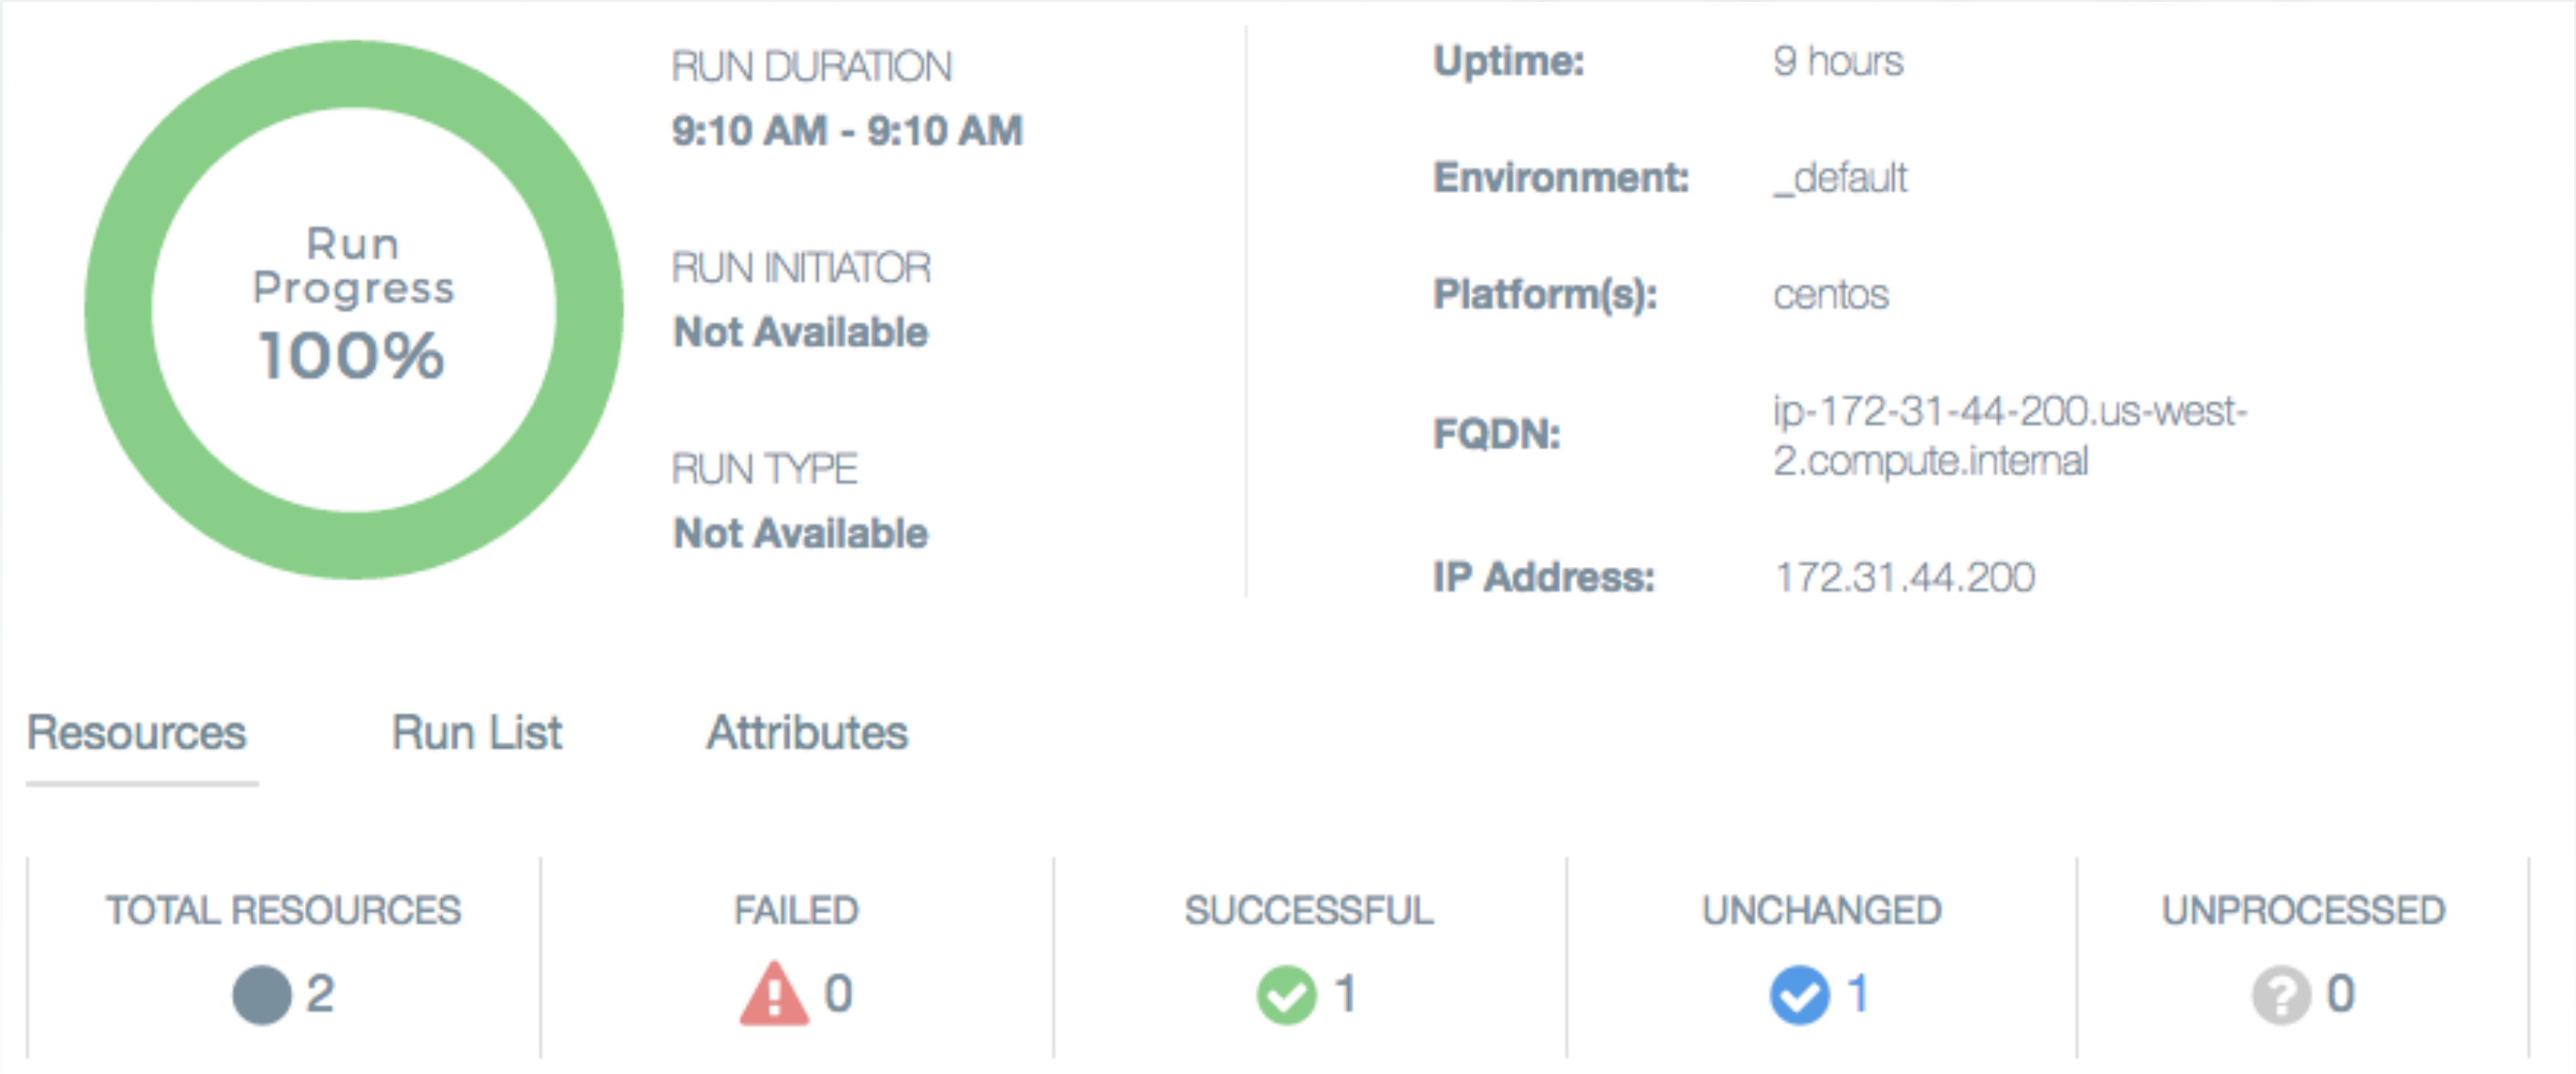 Run
Progress
100%
RUN DURATION
9:10 AM - 9:10 AM
RUN INITIATOR
Not Available
RUN TYPE
Not Available
Uptime: 9 hours
Environment: _default
Platform(s): centos
FQDN: ip-172-31-44-200.us-west-
2.compute.internal
IP Address: 172.31.44.200
Resources Run List Attributes
TOTAL RESOURCES FAILED SUCCESSFUL UNCHANGED UNPROCESSED
2 0 1 1 0